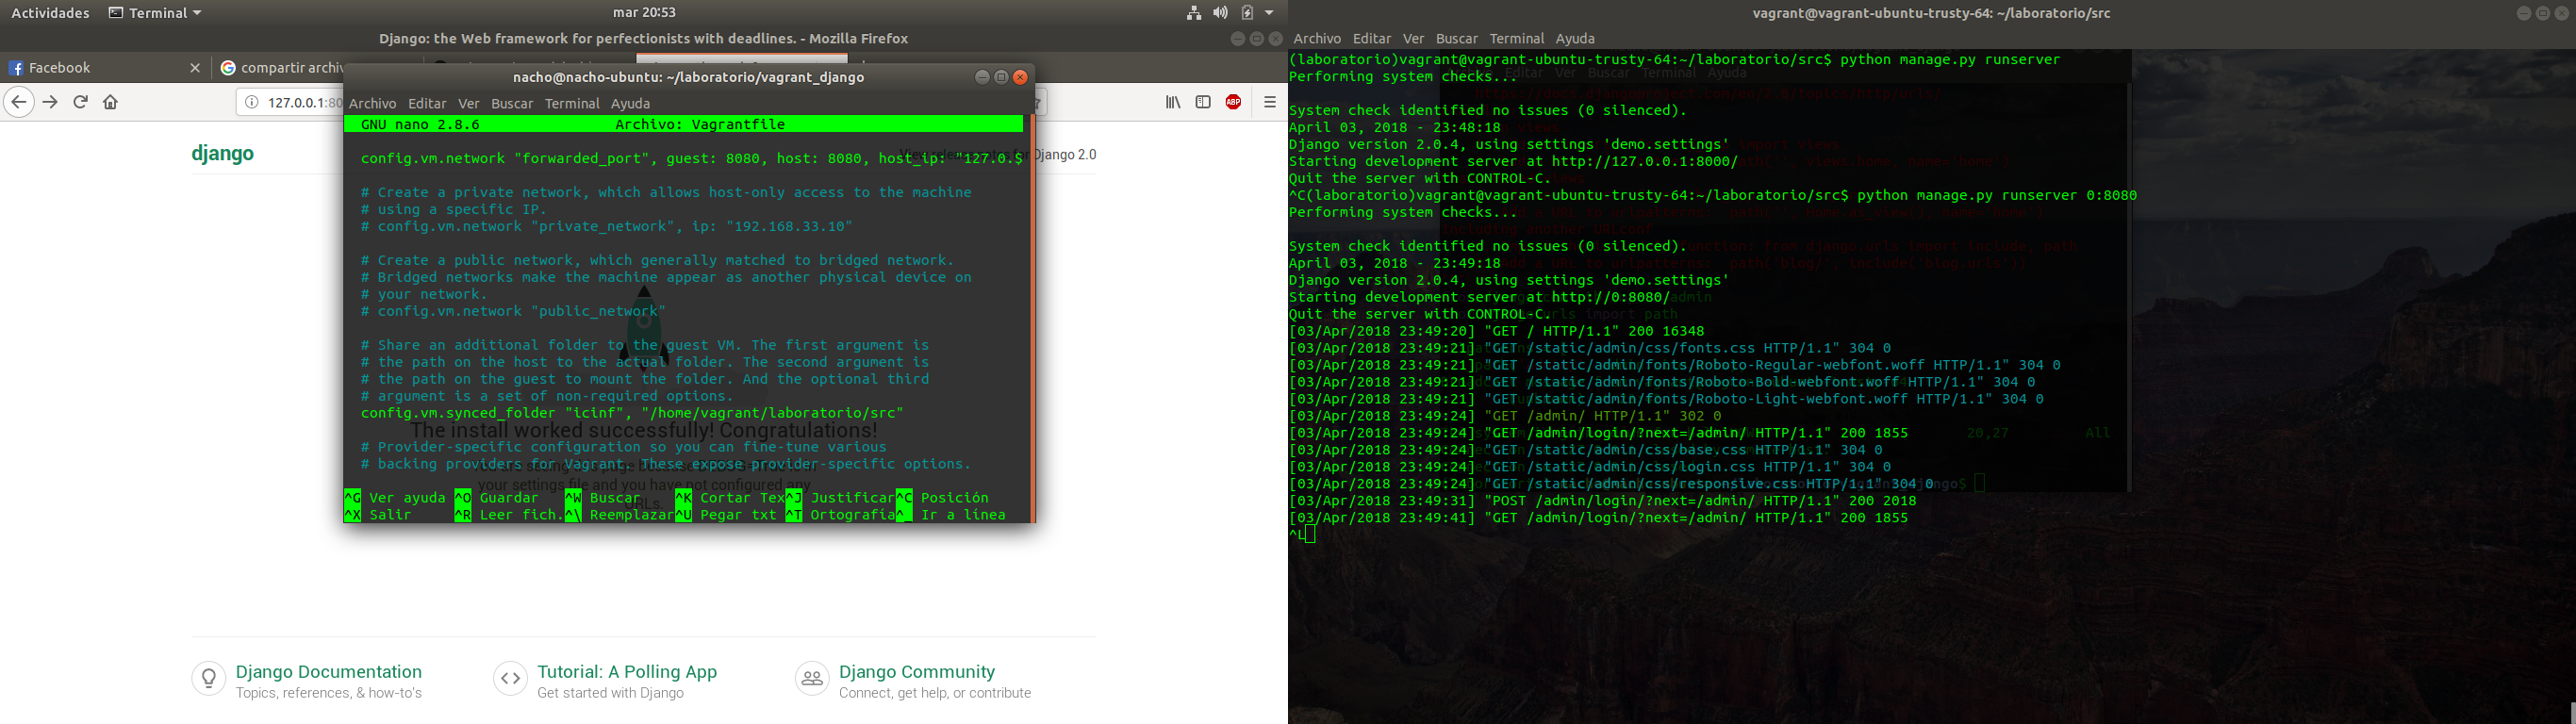 Actividades Terminal mar 20:53
Django: the Web framework for perfectionists with deadlines. - Mozilla Firefox
Facebook
compartir archiv
127.0.0.1:80
ABP
django
Django 2.0
nacho@nacho-ubuntu: ~/laboratorio/vagrant_django
Archivo Editar Ver Buscar Terminal Ayuda
GNU nano 2.8.6 Archivo: Vagrantfile
config.vm.network "forwarded_port", guest: 8080, host: 8080, host_ip: "127.0.$
# Create a private network, which allows host-only access to the machine
# using a specific IP.
# config.vm.network "private_network", ip: "192.168.33.10"
# Create a public network, which generally matched to bridged network.
# Bridged networks make the machine appear as another physical device on
# your network.
# config.vm.network "public_network"
# Share an additional folder to the guest VM. The first argument is
# the path on the host to the actual folder. The second argument is
# the path on the guest to mount the folder. And the optional third
# argument is a set of non-required options.
config.vm.synced_folder "icinf", "/home/vagrant/laboratorio/src"
The install worked successfully! Congratulations!
# Provider-specific configuration so you can fine-tune various
# backing providers for Vagrant. These expose provider-specific options.
your settings file and you have not configured any
URLs.
^G Ver ayuda ^O Guardar ^W Buscar ^K Cortar Tex ^J Justificar ^C Posición
^X Salir ^R Leer fich. ^\ Reemplazar ^U Pegar txt ^T Ortografía ^_ Ir a línea
Django Documentation
Topics, references, & how-to's
Tutorial: A Polling App
Get started with Django
Django Community
Connect, get help, or contribute
vagrant@vagrant-ubuntu-trusty-64: ~/laboratorio/src
Archivo Editar Ver Buscar Terminal Ayuda
(laboratorio)vagrant@vagrant-ubuntu-trusty-64:~/laboratorio/src$ python manage.py runserver
Performing system checks...
System check identified no issues (0 silenced).
April 03, 2018 - 23:48:18
Django version 2.0.4, using settings 'demo.settings'
Starting development server at http://127.0.0.1:8000/
Quit the server with CONTROL-C.
^C(laboratorio)vagrant@vagrant-ubuntu-trusty-64:~/laboratorio/src$ python manage.py runserver 0:8080
Performing system checks...
System check identified no issues (0 silenced).
April 03, 2018 - 23:49:18
Django version 2.0.4, using settings 'demo.settings'
Starting development server at http://0:8080/
Quit the server with CONTROL-C.
[03/Apr/2018 23:49:20] "GET / HTTP/1.1" 200 16348
[03/Apr/2018 23:49:21] "GET /static/admin/css/fonts.css HTTP/1.1" 304 0
[03/Apr/2018 23:49:21] "GET /static/admin/fonts/Roboto-Regular-webfont.woff HTTP/1.1" 304 0
[03/Apr/2018 23:49:21] "GET /static/admin/fonts/Roboto-Bold-webfont.woff HTTP/1.1" 304 0
[03/Apr/2018 23:49:21] "GET /static/admin/fonts/Roboto-Light-webfont.woff HTTP/1.1" 304 0
[03/Apr/2018 23:49:24] "GET /admin/ HTTP/1.1" 302 0
[03/Apr/2018 23:49:24] "GET /admin/login/?next=/admin/ HTTP/1.1" 200 1855
20,27 All
[03/Apr/2018 23:49:24] "GET /static/admin/css/base.css HTTP/1.1" 304 0
[03/Apr/2018 23:49:24] "GET /static/admin/css/login.css HTTP/1.1" 304 0
[03/Apr/2018 23:49:24] "GET /static/admin/css/responsive.css HTTP/1.1" 304 0
[03/Apr/2018 23:49:31] "POST /admin/login/?next=/admin/ HTTP/1.1" 200 2018
[03/Apr/2018 23:49:41] "GET /admin/login/?next=/admin/ HTTP/1.1" 200 1855
^L